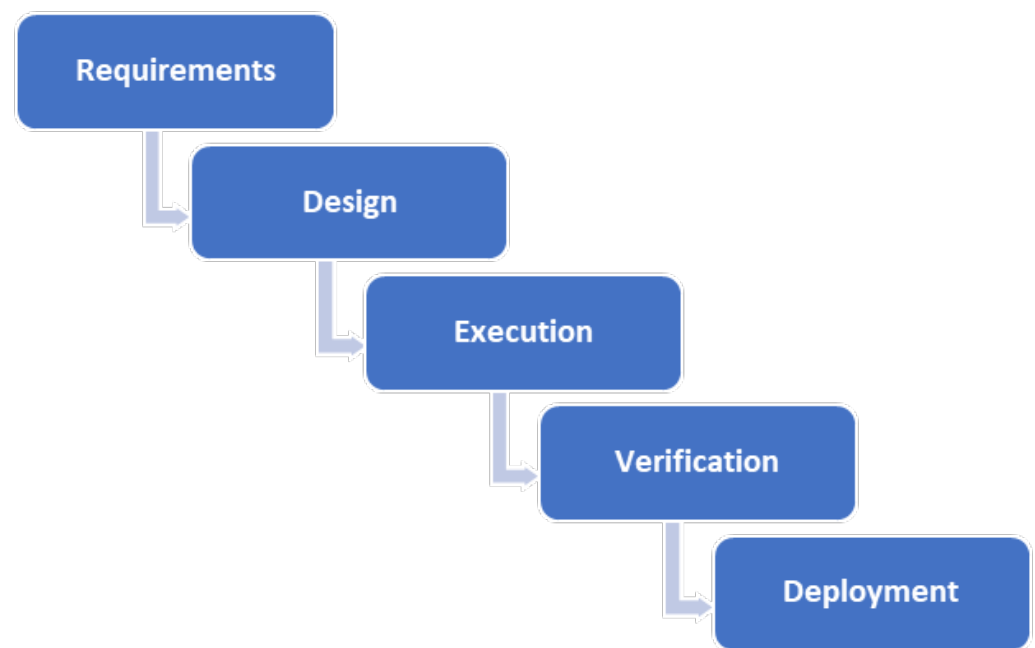 Requirements
Design
Execution
Verification
Deployment